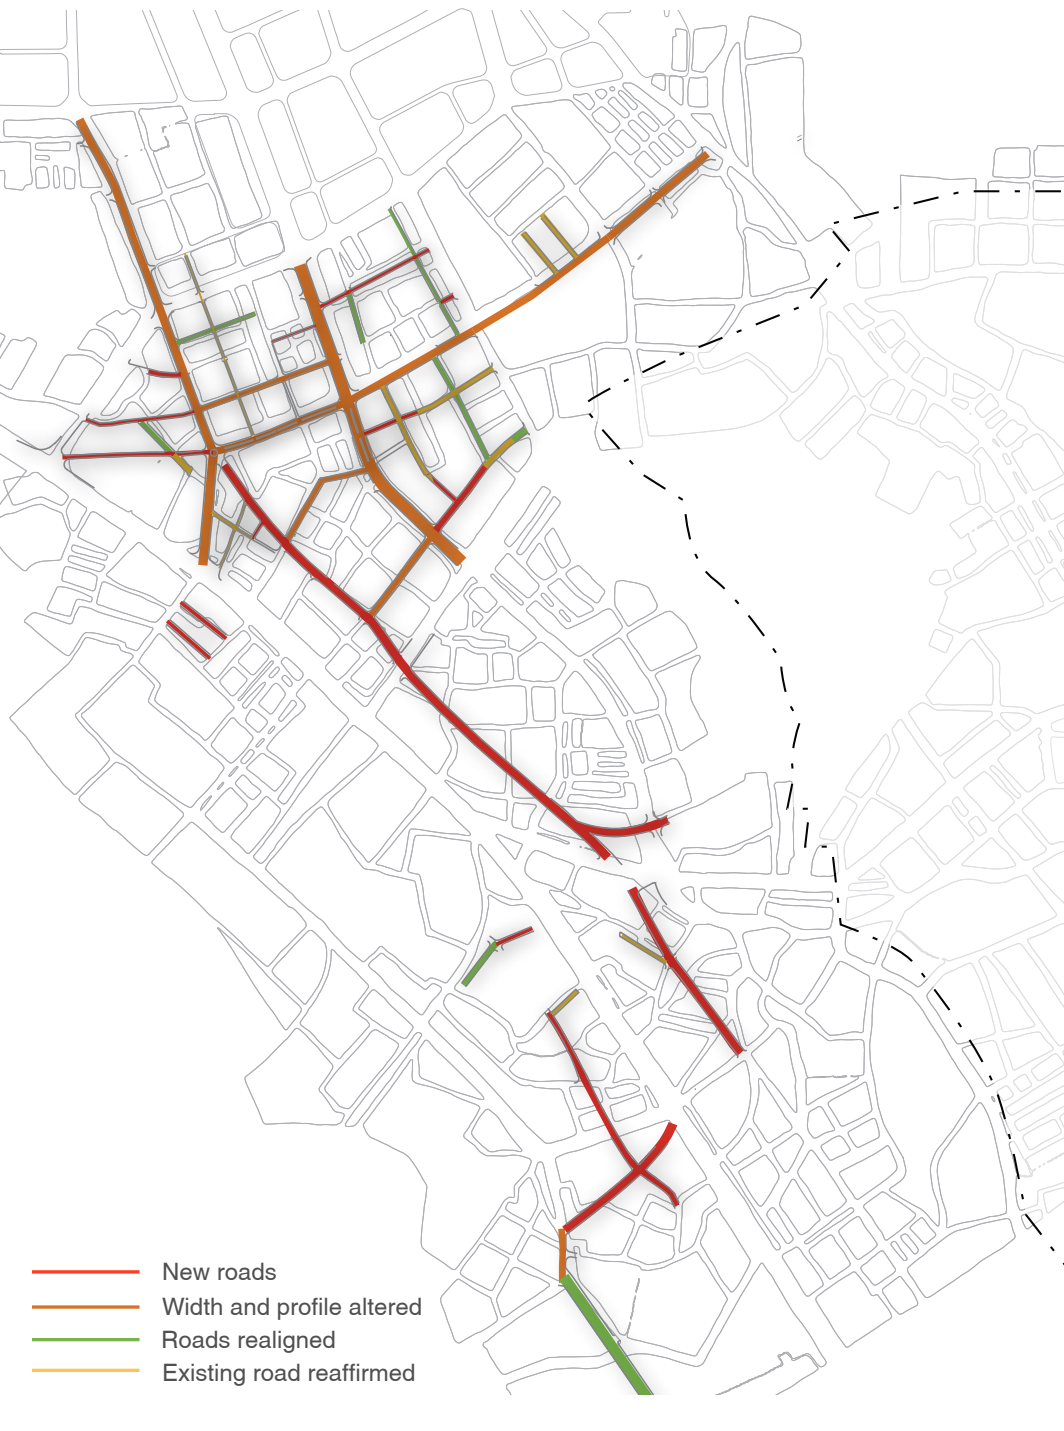 New roads
Width and profile altered
Roads realigned
Existing road reaffirmed